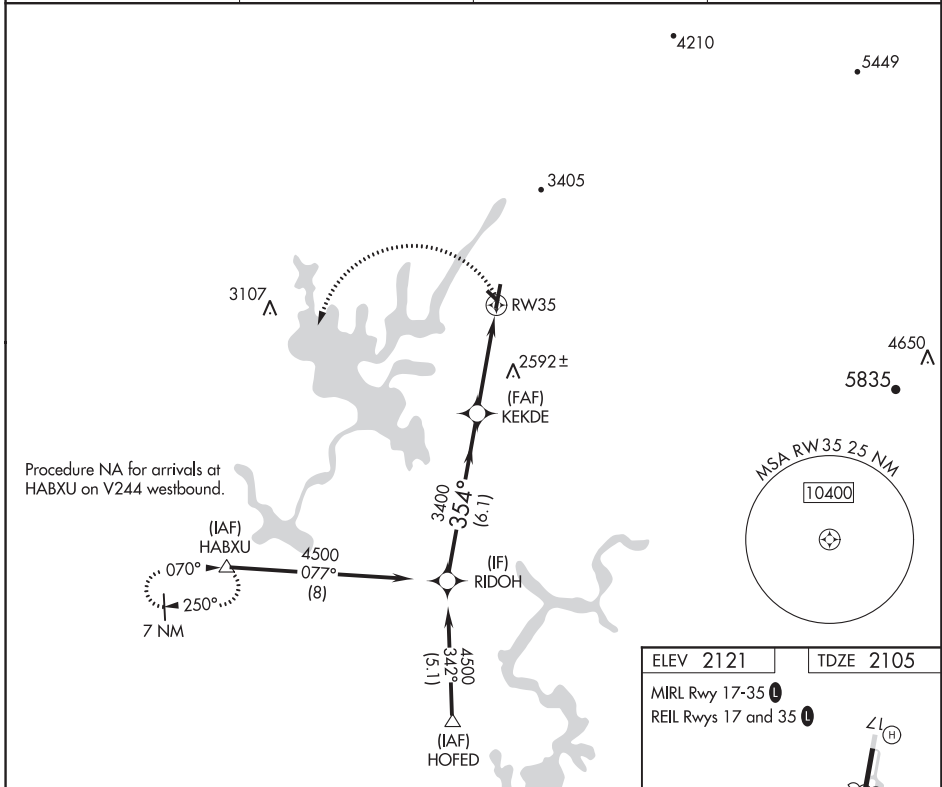 4210
5449
3405
3107
RW35
2592±
4650
5835
(FAF)
KEKDE
MSA RW35 25 NM
10400
Procedure NA for arrivals at
HABXU on V244 westbound.
3400
354°
(6.1)
(IAF)
HABXU
070°
250°
7 NM
4500
077°
(8)
(IF)
RIDOH
4500
342°
(5.1)
(IAF)
HOFED
ELEV 2121
TDZE 2105
MIRL Rwy 17-35 L
REIL Rwys 17 and 35 L
17
H